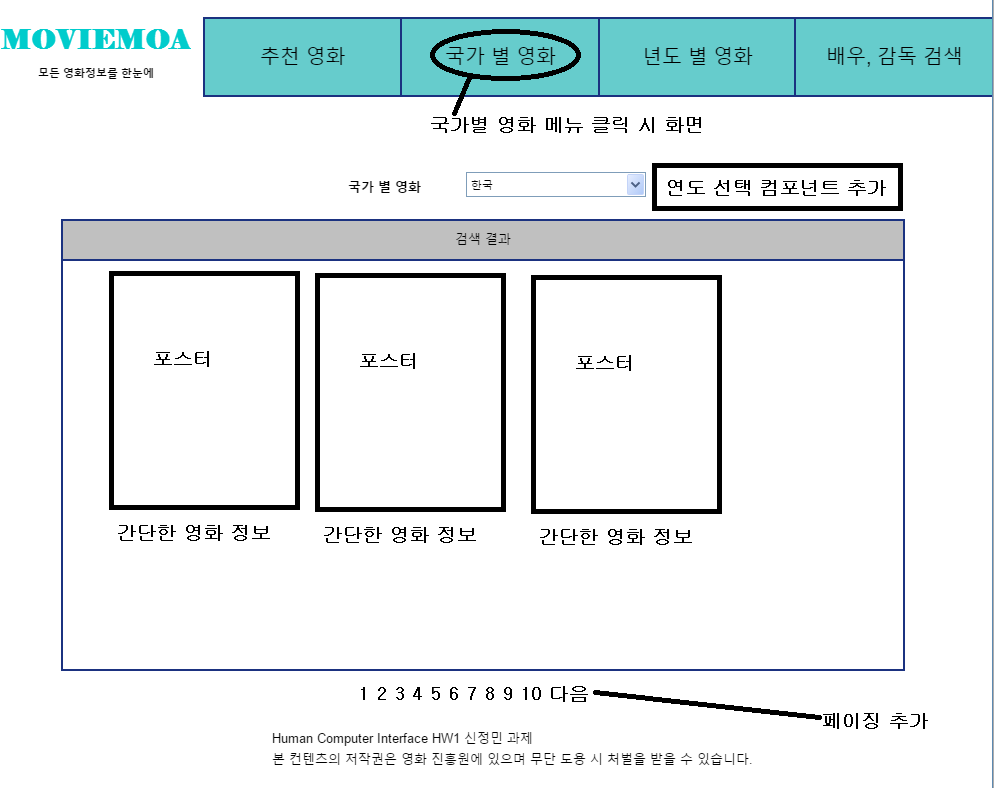 MOVIEMOA
모든 영화정보를 한눈에
추천 영화
국가 별 영화
년도 별 영화
배우, 감독 검색
국가별 영화 메뉴 클릭 시 화면
국가 별 영화
한국
연도 선택 컴포넌트 추가
검색 결과
포스터
포스터
포스터
간단한 영화 정보
간단한 영화 정보
간단한 영화 정보
1 2 3 4 5 6 7 8 9 10 다음
페이징 추가
Human Computer Interface HW1 신정민 과제
본 컨텐츠의 저작권은 영화 진흥원에 있으며 무단 도용 시 처벌을 받을 수 있습니다.